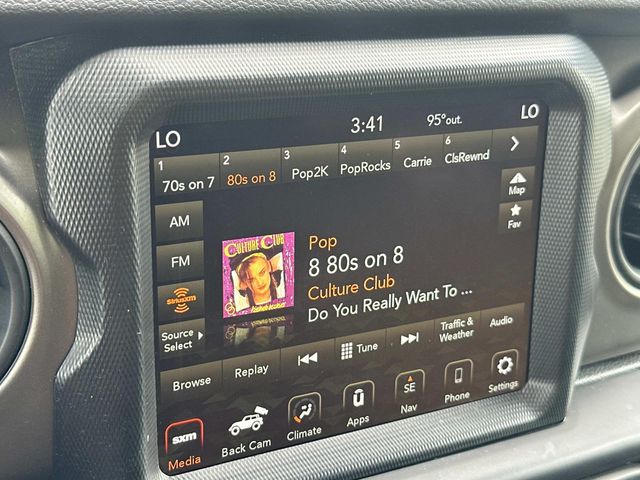 LO 3:41 95°out. LO
1 2 3 4 5 6
70s on 7 80s on 8 Pop2K PopRocks Carrie ClsRewnd
AM
FM
SiriusXM
Source
Select
Map
Fav
CULTURE CLUB
Pop
8 80s on 8
Culture Club
Do You Really Want To ...
Browse Replay Tune Traffic &
Weather Audio
sxm
Media Back Cam Climate Apps SE
Nav Phone Settings